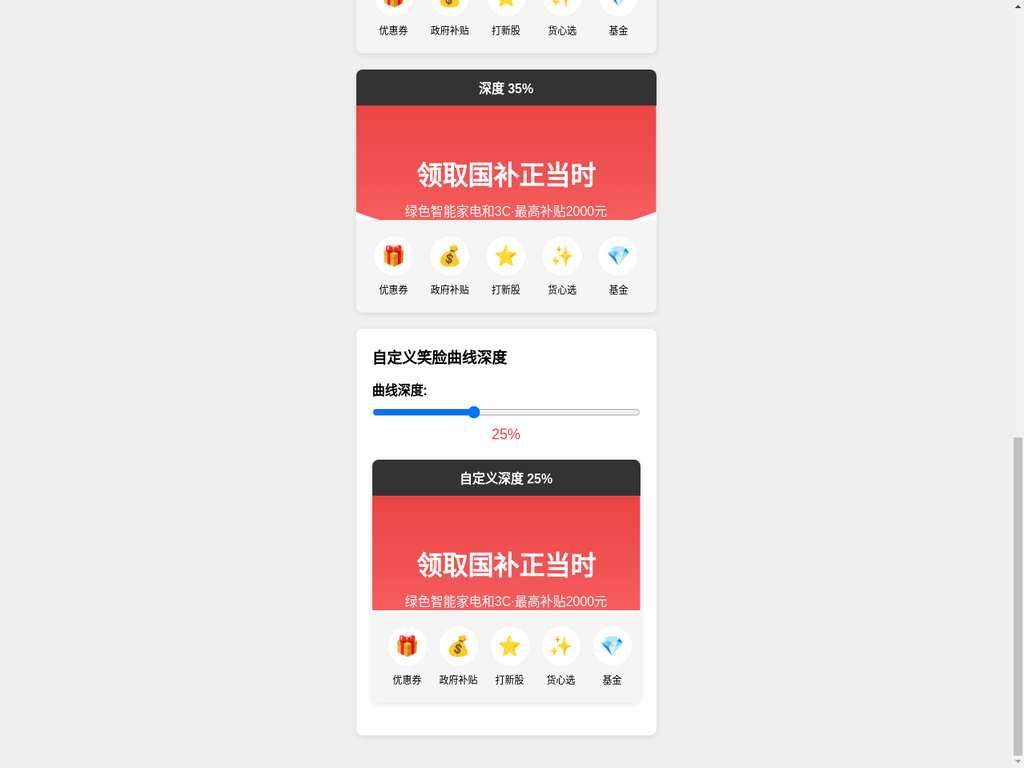 优惠券 政府补贴 打新股 货心选 基金
深度 35%
领取国补正当时
绿色智能家电和3C·最高补贴2000元
优惠券 政府补贴 打新股 货心选 基金
自定义笑脸曲线深度
曲线深度:
25%
自定义深度 25%
领取国补正当时
绿色智能家电和3C·最高补贴2000元
优惠券 政府补贴 打新股 货心选 基金